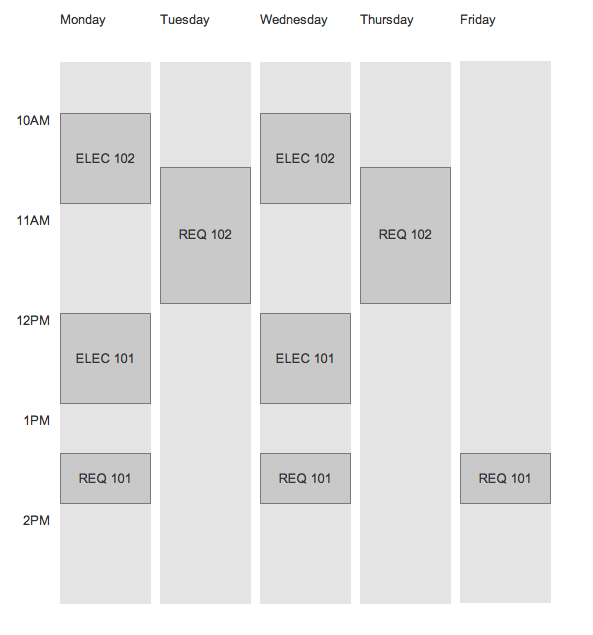 Monday Tuesday Wednesday Thursday Friday
10AM
ELEC 102 ELEC 102
11AM
REQ 102 REQ 102
12PM
ELEC 101 ELEC 101
1PM
REQ 101 REQ 101 REQ 101
2PM